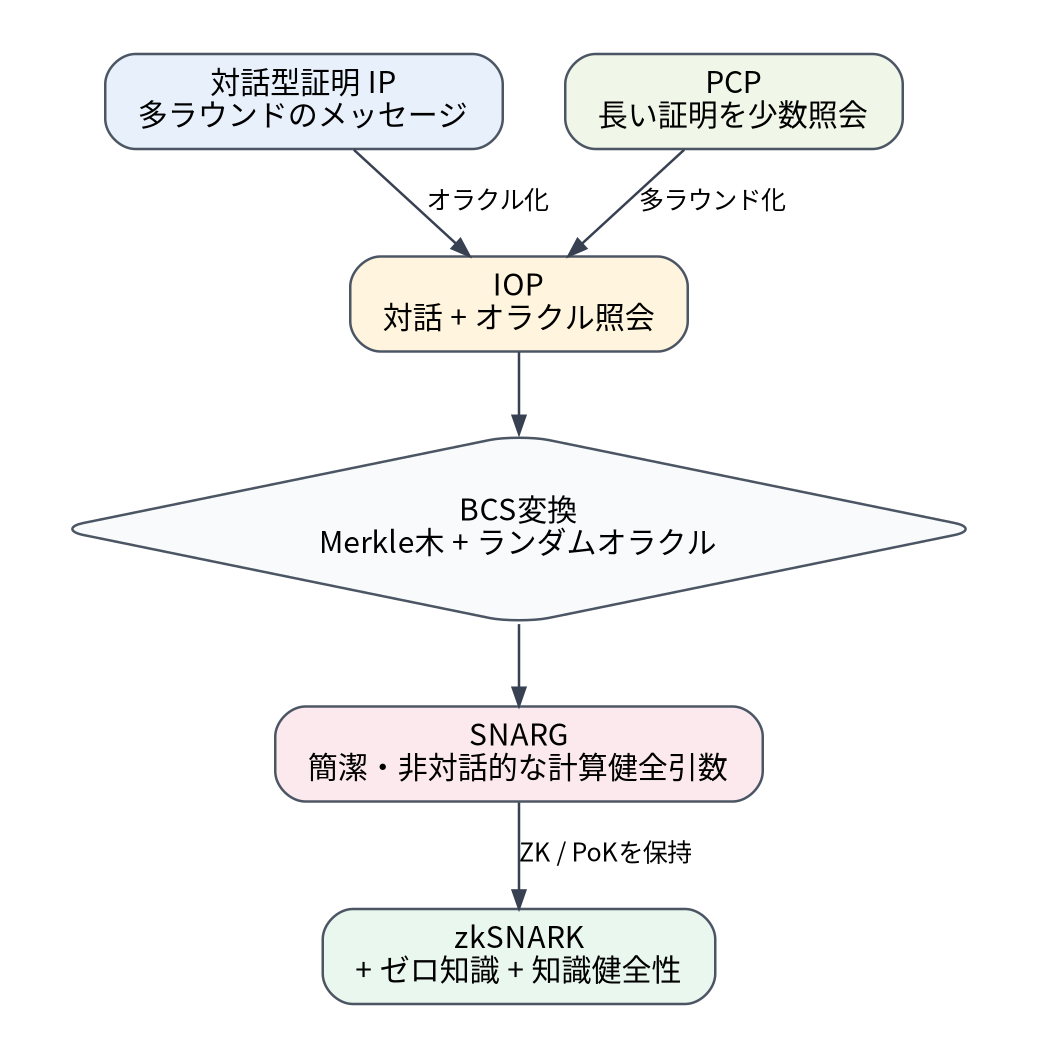 対話型証明 IP
多ラウンドのメッセージ
PCP
長い証明を少数照会
オラクル化
多ラウンド化
IOP
対話 + オラクル照会
BCS変換
Merkle木 + ランダムオラクル
SNARG
簡潔・非対話的な計算健全引数
ZK / PoKを保持
zkSNARK
+ ゼロ知識 + 知識健全性